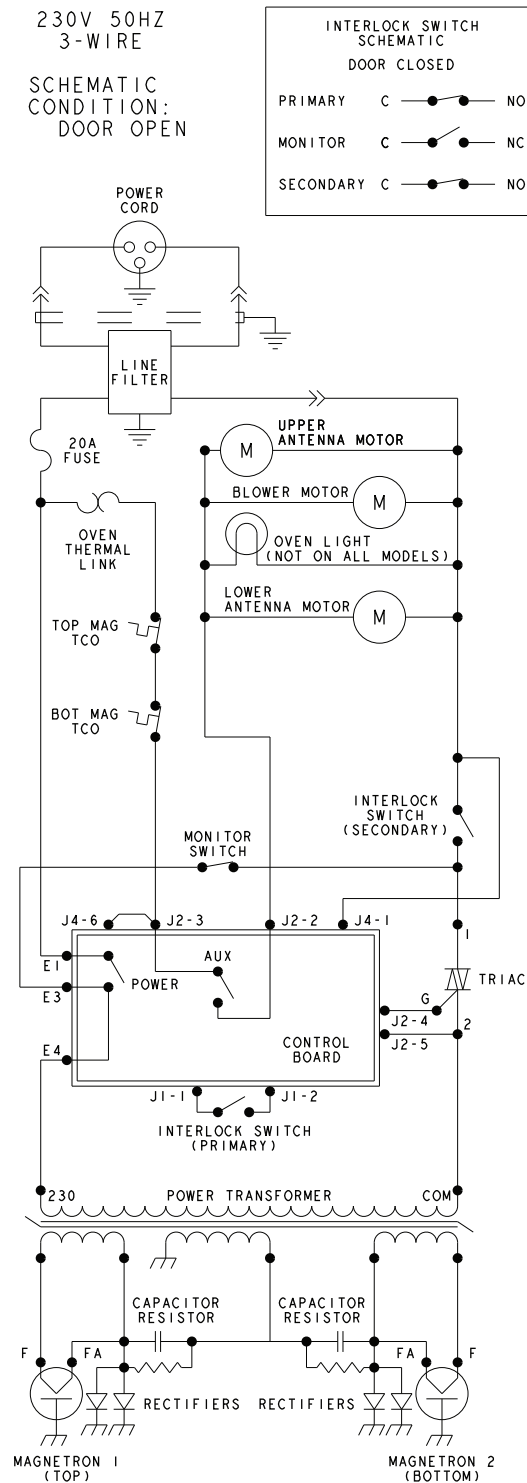 230V 50HZ
3-WIRE
SCHEMATIC
CONDITION:
DOOR OPEN
INTERLOCK SWITCH
SCHEMATIC
DOOR CLOSED
PRIMARY C NO
MONITOR C NC
SECONDARY C NO
POWER
CORD
LINE
FILTER
20A
FUSE
UPPER
ANTENNA MOTOR
M
BLOWER MOTOR
M
OVEN
THERMAL
LINK
OVEN LIGHT
(NOT ON ALL MODELS)
LOWER
ANTENNA MOTOR
M
TOP MAG
TCO
BOT MAG
TCO
INTERLOCK
SWITCH
(SECONDARY)
MONITOR
SWITCH
J4-6
J2-3
J2-2
J4-1
1
E1
AUX
POWER
TRIAC
E3
G
J2-4
2
J2-5
E4
CONTROL
BOARD
J1-1
J1-2
INTERLOCK SWITCH
(PRIMARY)
230
POWER TRANSFORMER
COM
CAPACITOR
RESISTOR
CAPACITOR
RESISTOR
F
FA
FA
F
RECTIFIERS
RECTIFIERS
MAGNETRON 1
(TOP)
MAGNETRON 2
(BOTTOM)